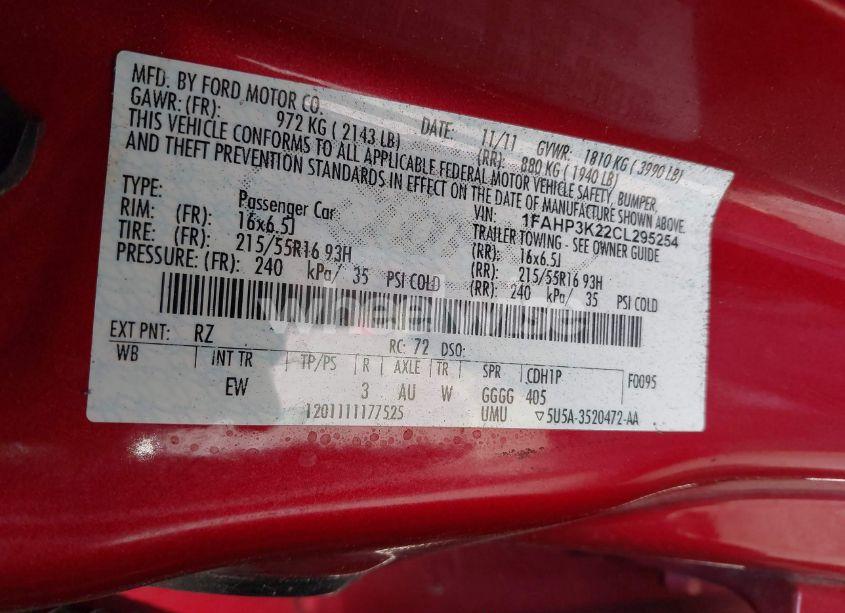 MFD. BY FORD MOTOR CO.
DATE: 11/11 GVWR: 1810 KG ( 3990 LB)
GAWR: (FR): 972 KG ( 2143 LB) (RR): 880 KG ( 1940 LB)
THIS VEHICLE CONFORMS TO ALL APPLICABLE FEDERAL MOTOR VEHICLE SAFETY, BUMPER,
AND THEFT PREVENTION STANDARDS IN EFFECT ON THE DATE OF MANUFACTURE SHOWN ABOVE.
VIN: 1FAHP3K22CL295254
TYPE: Passenger Car TRAILER TOWING - SEE OWNER GUIDE
RIM: (FR): 16x6.5J (RR): 16x6.5J
TIRE: (FR): 215/55R16 93H (RR): 215/55R16 93H
PRESSURE: (FR): 240 kPa/ 35 PSI COLD (RR): 240 kPa/ 35 PSI COLD
EXT PNT: RZ RC: 72 DSO:
WB INT TR TP/PS R AXLE TR SPR CDH1P F0095
EW 3 AU W GGGG 405
1201111177525 UMU ▽5U5A-3520472-AA